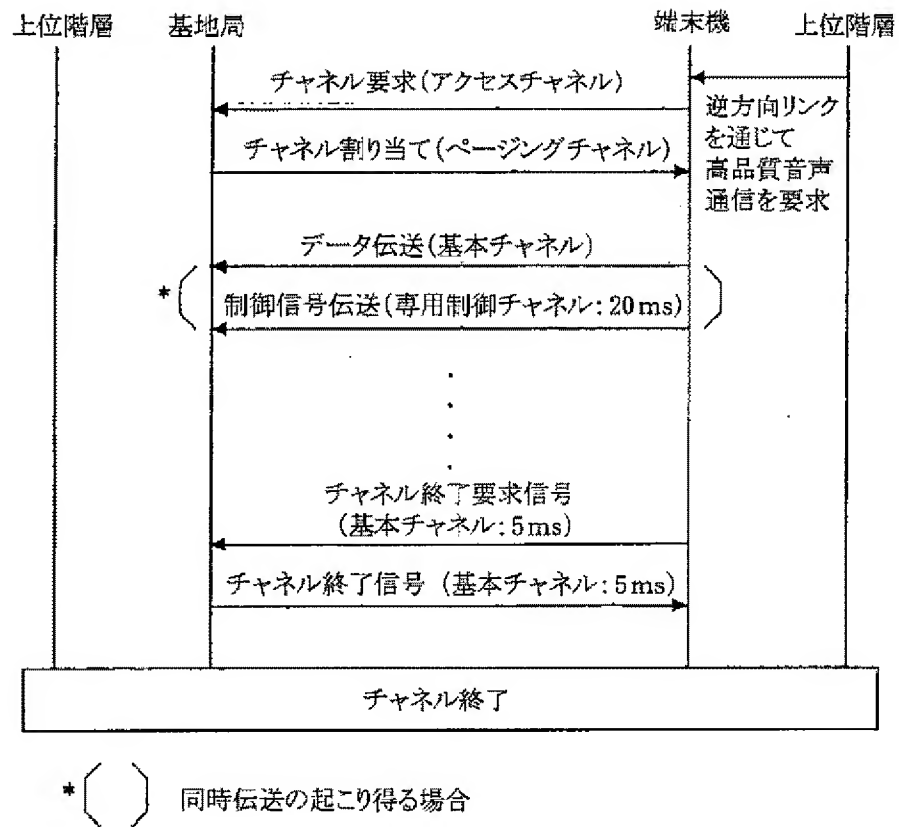 上位階層 基地局 端末機 上位階層
チャネル要求(アクセスチャネル)
逆方向リンク
を通じて
高品質音声
通信を要求
チャネル割り当て(ページングチャネル)
データ伝送(基本チャネル)
*( 制御信号伝送(専用制御チャネル:20ms) )
チャネル終了要求信号
(基本チャネル:5ms)
チャネル終了信号 (基本チャネル:5ms)
チャネル終了
*( ) 同時伝送の起こり得る場合